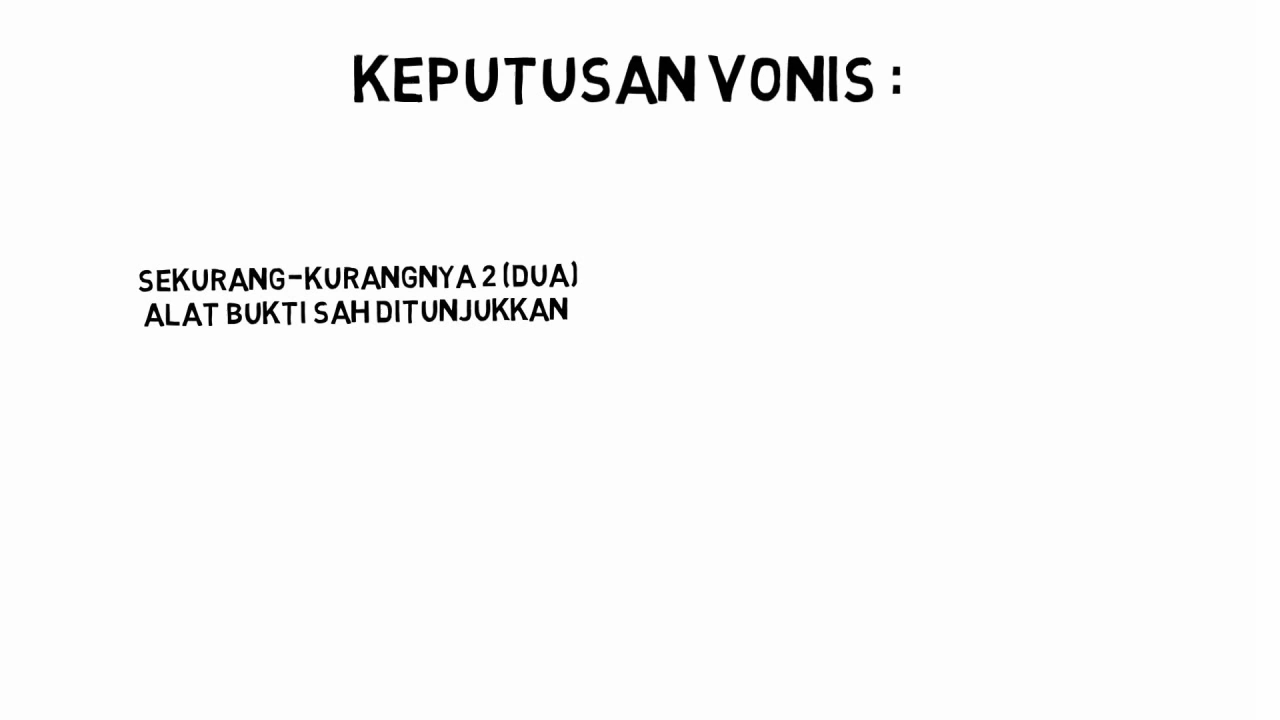 KEPUTUSAN VONIS :
SEKURANG-KURANGNYA 2 (DUA)
ALAT BUKTI SAH DITUNJUKKAN